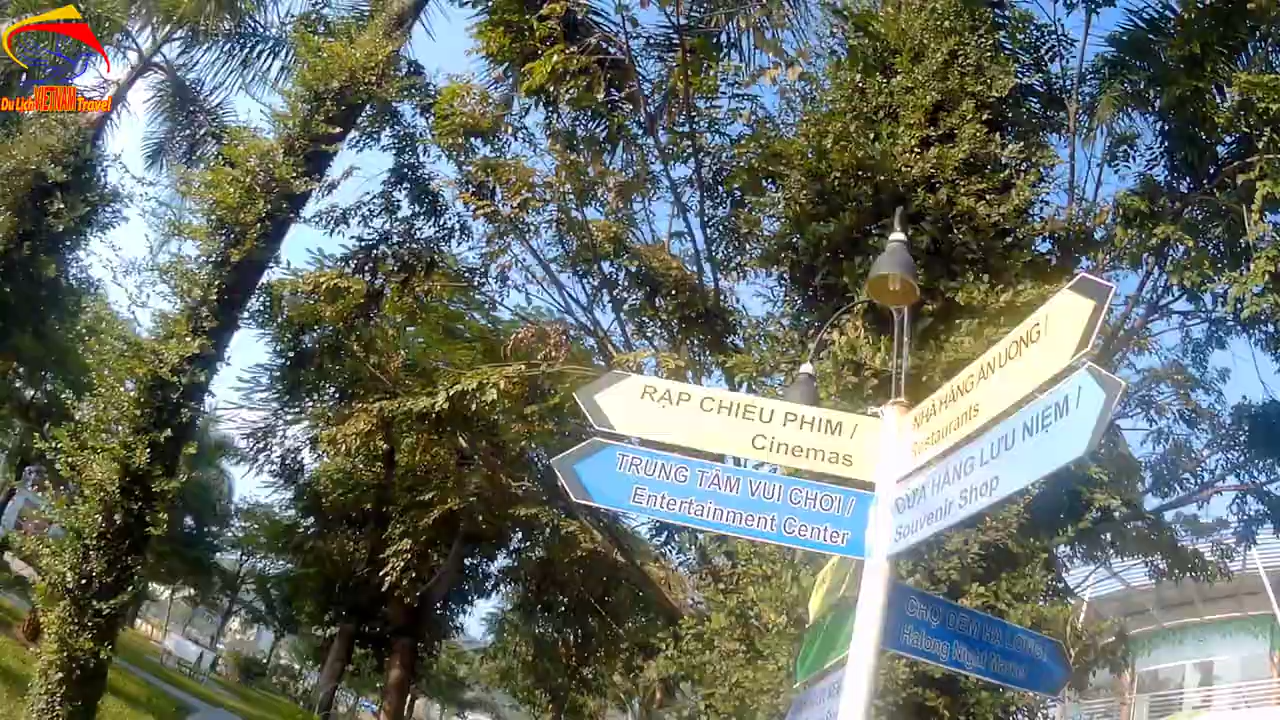 Du Lịch VIETNAM Travel
RẠP CHIẾU PHIM /
Cinemas
TRUNG TÂM VUI CHƠI /
Entertainment Center
NHÀ HÀNG ĂN UỐNG /
Restaurants
CỬA HÀNG LƯU NIỆM /
Souvenir Shop
CHỢ ĐÊM HẠ LONG /
Halong Night Market